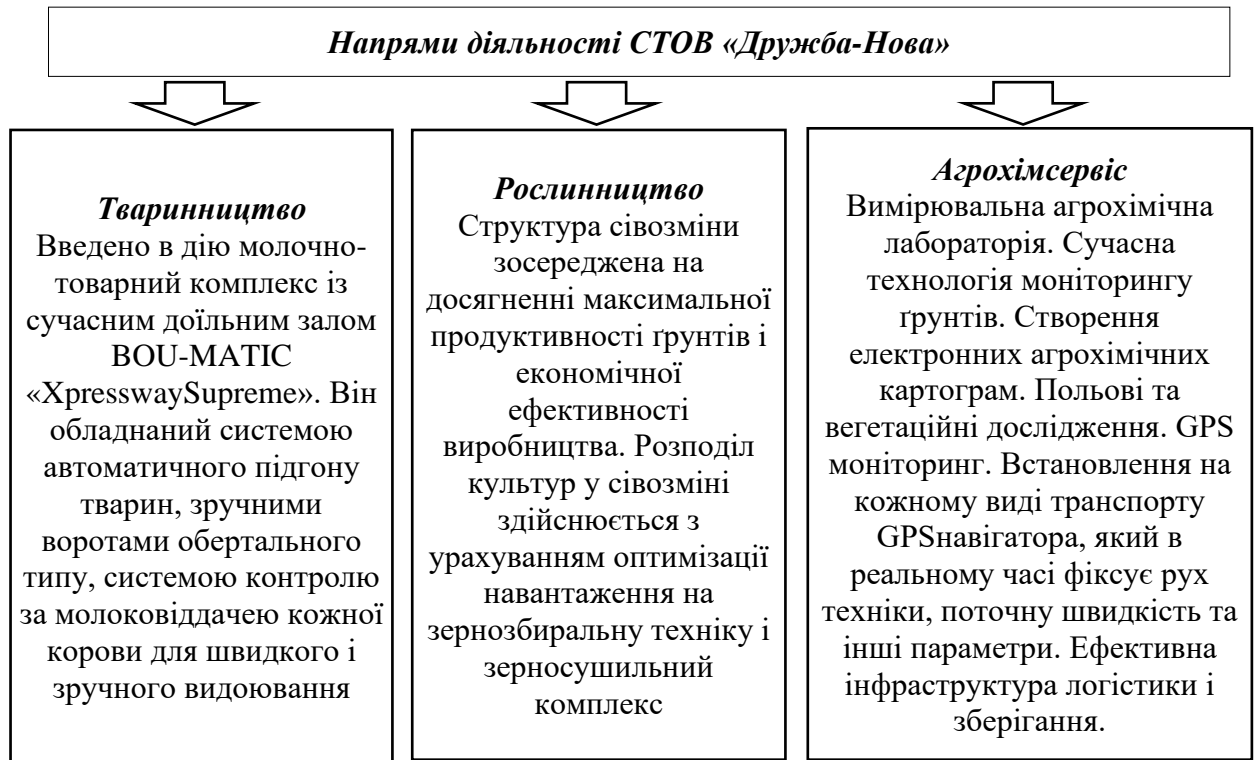 Напрями діяльності СТОВ «Дружба-Нова»
Тваринництво
Введено в дію молочно-
товарний комплекс із
сучасним доїльним залом
BOU-MATIC
«XpresswaySupreme». Він
обладнаний системою
автоматичного підгону
тварин, зручними
воротами обертального
типу, системою контролю
за молоковіддачею кожної
корови для швидкого і
зручного видоювання
Рослинництво
Структура сівозміни
зосереджена на
досягненні максимальної
продуктивності ґрунтів і
економічної
ефективності
виробництва. Розподіл
культур у сівозміні
здійснюється з
урахуванням оптимізації
навантаження на
зернозбиральну техніку і
зерносушильний
комплекс
Агрохімсервіс
Вимірювальна агрохімічна
лабораторія. Сучасна
технологія моніторингу
ґрунтів. Створення
електронних агрохімічних
картограм. Польові та
вегетаційні дослідження. GPS
моніторинг. Встановлення на
кожному виді транспорту
GPSнавігатора, який в
реальному часі фіксує рух
техніки, поточну швидкість та
інші параметри. Ефективна
інфраструктура логістики і
зберігання.